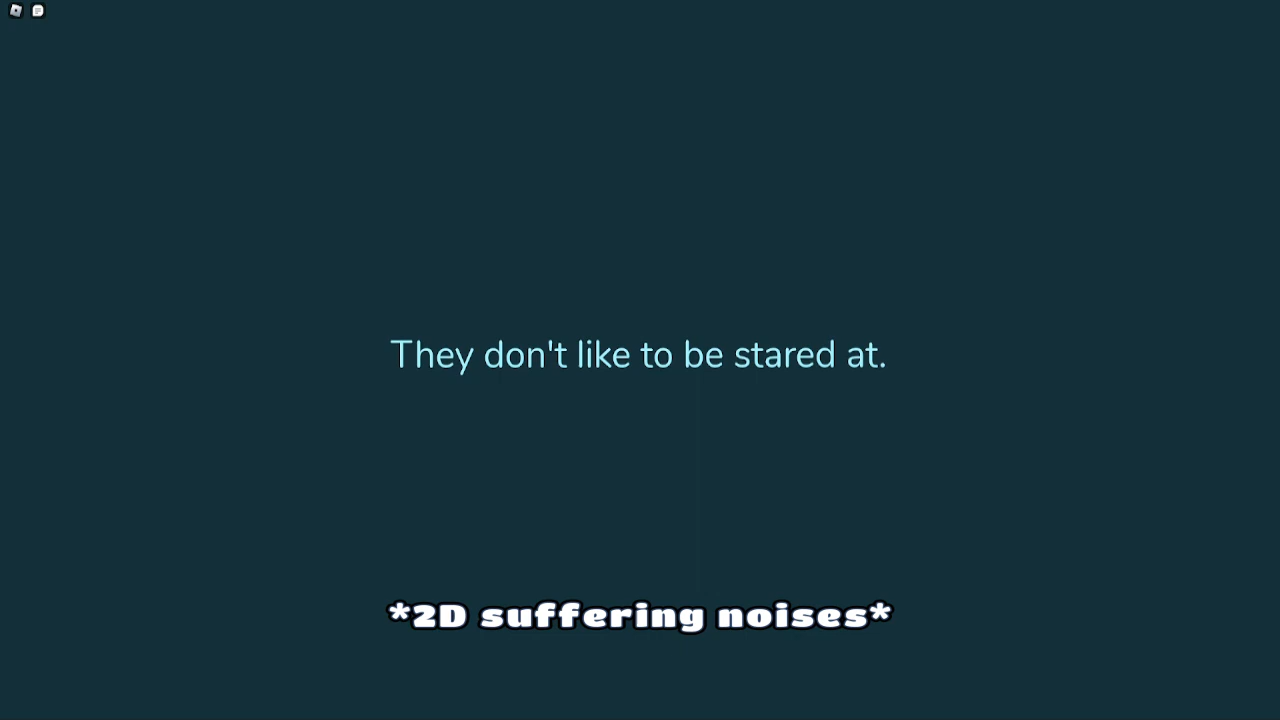 They don't like to be stared at.
*2D suffering noises*